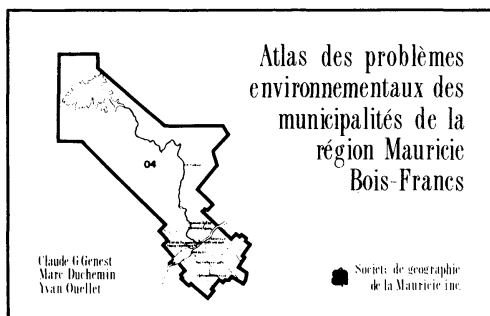 Atlas des problèmes
environnementaux des
municipalités de la
région Mauricie
Bois-Francs
04
Claude G Genest
Marc Duchemin
Yvan Ouellet
Société de géographie
de la Mauricie inc.